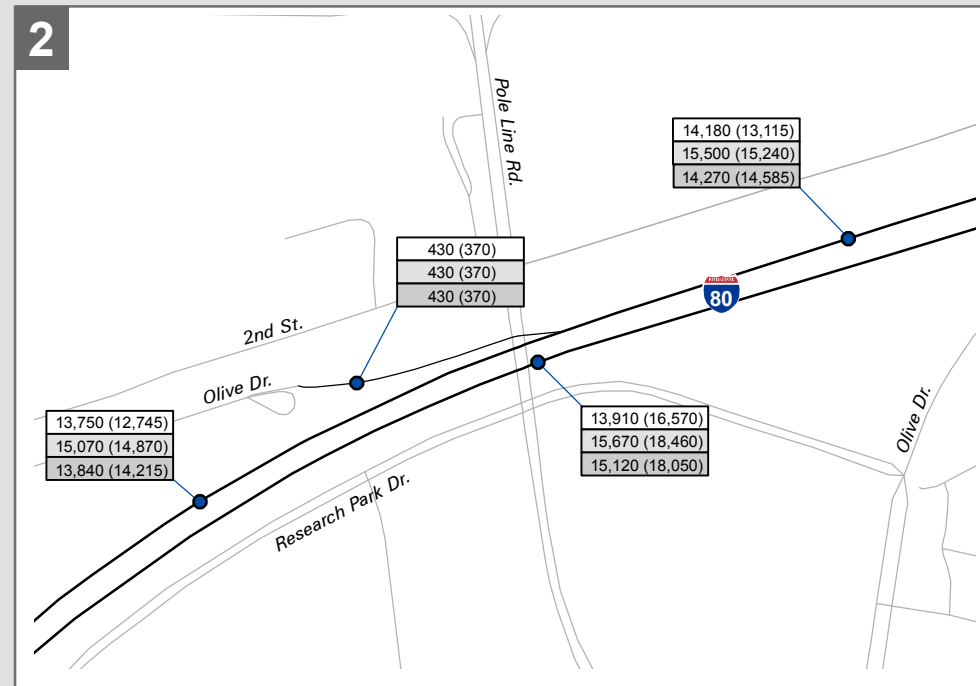 2
Pole Line Rd.
14,180 (13,115)
15,500 (15,240)
14,270 (14,585)
430 (370)
430 (370)
430 (370)
INTERSTATE
80
2nd St.
Olive Dr.
13,750 (12,745)
15,070 (14,870)
13,840 (14,215)
13,910 (16,570)
15,670 (18,460)
15,120 (18,050)
Olive Dr.
Research Park Dr.